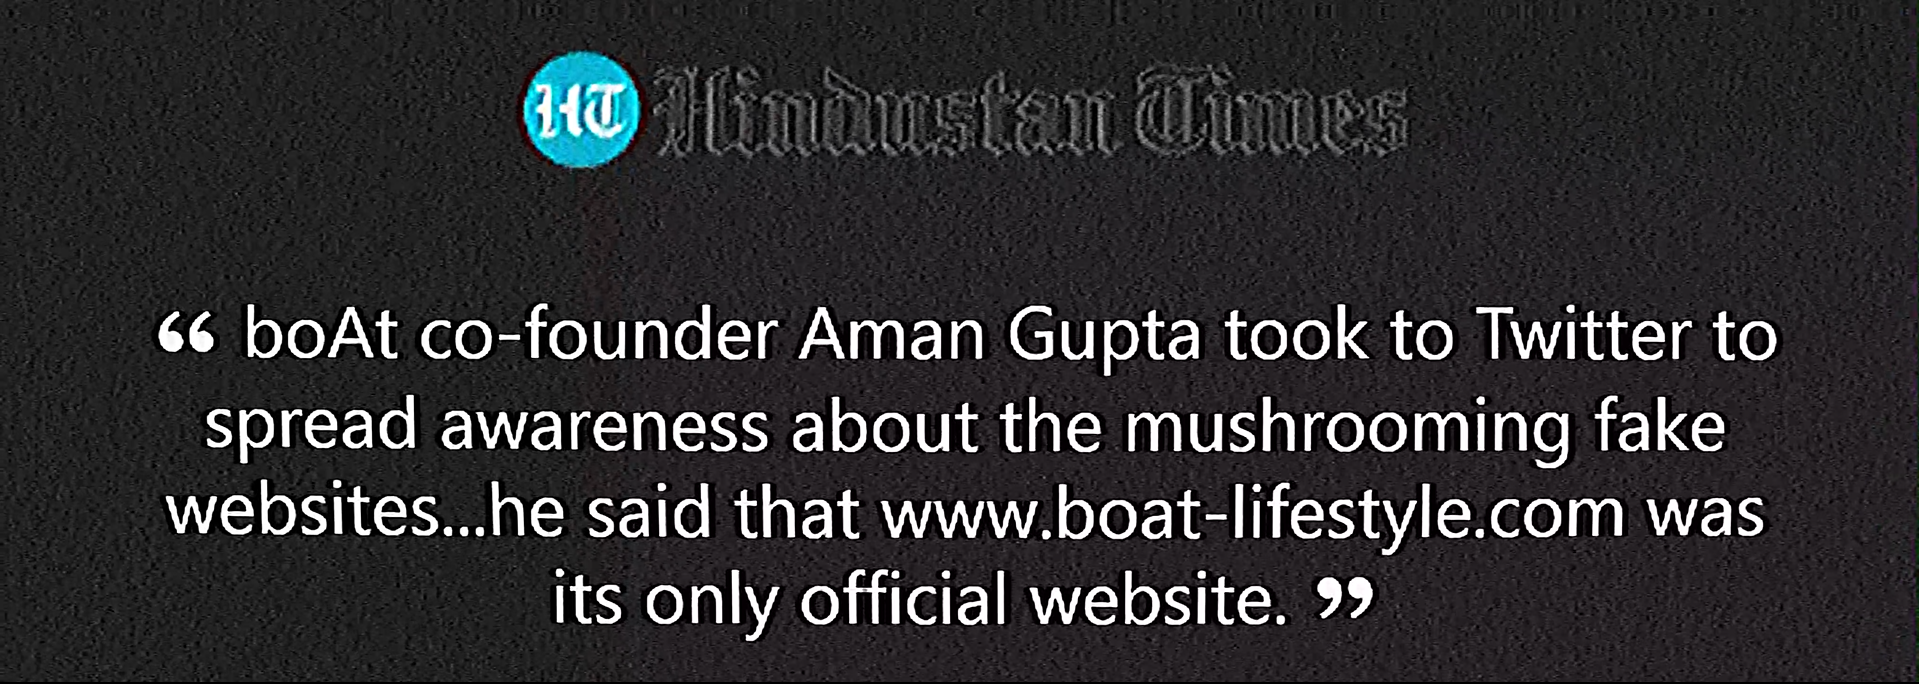 HT Hindustan Times
“ boAt co-founder Aman Gupta took to Twitter to
spread awareness about the mushrooming fake
websites...he said that www.boat-lifestyle.com was
its only official website. ”